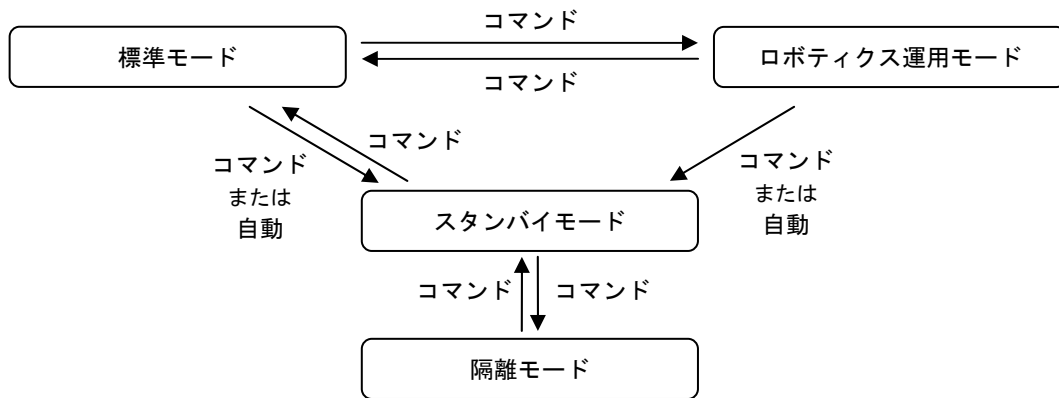 コマンド
標準モード
ロボティクス運用モード
コマンド
コマンド
コマンド
または
自動
コマンド
または
自動
スタンバイモード
コマンド
コマンド
隔離モード